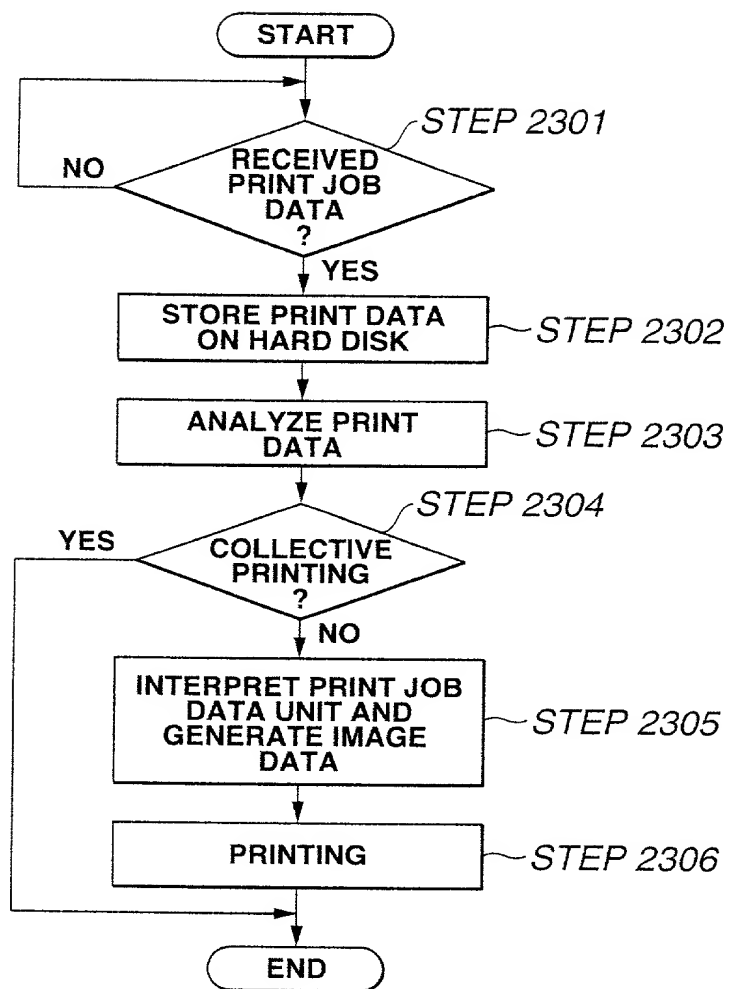 START
STEP 2301
NO
RECEIVED
PRINT JOB
DATA
?
YES
STORE PRINT DATA
ON HARD DISK
STEP 2302
ANALYZE PRINT
DATA
STEP 2303
STEP 2304
YES
COLLECTIVE
PRINTING
?
NO
INTERPRET PRINT JOB
DATA UNIT AND
GENERATE IMAGE
DATA
STEP 2305
PRINTING
STEP 2306
END